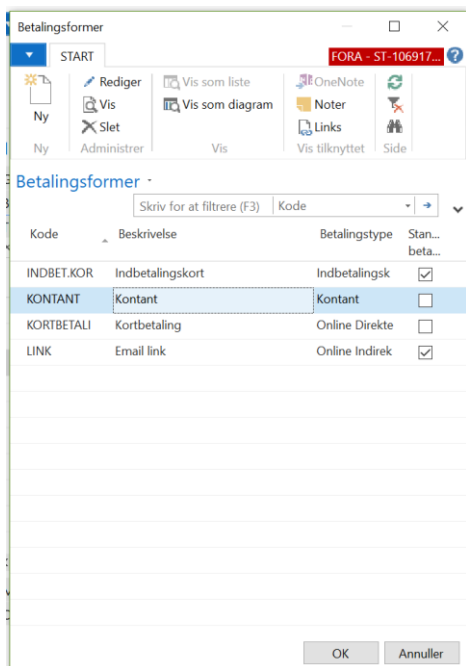 Betalingsformer
START
FORA - ST-106917...
Ny
Rediger
Vis
Slet
Vis som liste
Vis som diagram
OneNote
Noter
Links
Ny
Administrer
Vis
Vis tilknyttet
Side
Betalingsformer
Skriv for at filtrere (F3)
Kode
Kode
Beskrivelse
Betalingstype
Stan...
beta...
INDBET.KOR Indbetalingskort Indbetalingsk
KONTANT Kontant Kontant
KORTBETALI Kortbetaling Online Direkte
LINK Email link Online Indirek
OK
Annuller